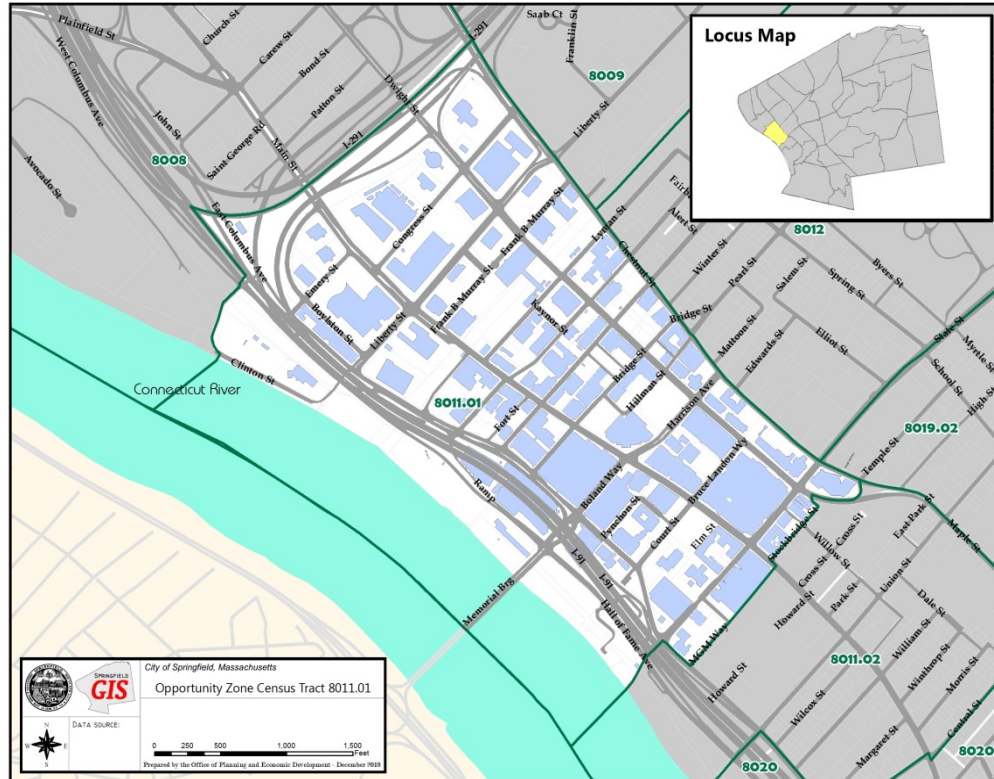 Plainfield St
Church St
Carew St
Bond St
Patton St
Dwight St
I-291
Saab Ct
Franklin St
8009
Liberty St
Locus Map
West Columbus Ave
John St
Saint George Rd
Main St
I-291
8008
Avocado St
East Columbus Ave
Congress St
Frank B Murray St
Lyman St
Alert St
8012
Winter St
Chestnut St
Pearl St
Salem St
Spring St
Byers St
Emery St
Boylston St
Liberty St
Frank B Murray St
Kaynor St
Bridge St
Mattoon St
Edwards St
Elliot St
State St
Myrtle St
School St
High St
Clinton St
Connecticut River
8011.01
Fort St
Bridge St
Hillman St
Harrison Ave
8019.02
Temple St
Ramp
Boland Way
Bruce Landon Wy
Pynchon St
Court St
Elm St
Stockbridge St
Willow St
Cross St
East Park St
Maple St
I-91
I-91
Memorial Brg
Hall of Fame Ave
Cross St
Park St
Union St
Howard St
Dale St
William St
MGM Way
8011.02
Winthrop St
Morris St
Howard St
Wilcox St
Margaret St
Central St
8020
8020
SPRINGFIELD
GIS
City of Springfield, Massachusetts
Opportunity Zone Census Tract 8011.01
DATA SOURCE:
N
W E
S
0 250 500 1,000 1,500
Feet
Prepared by the Office of Planning and Economic Development - December 2019